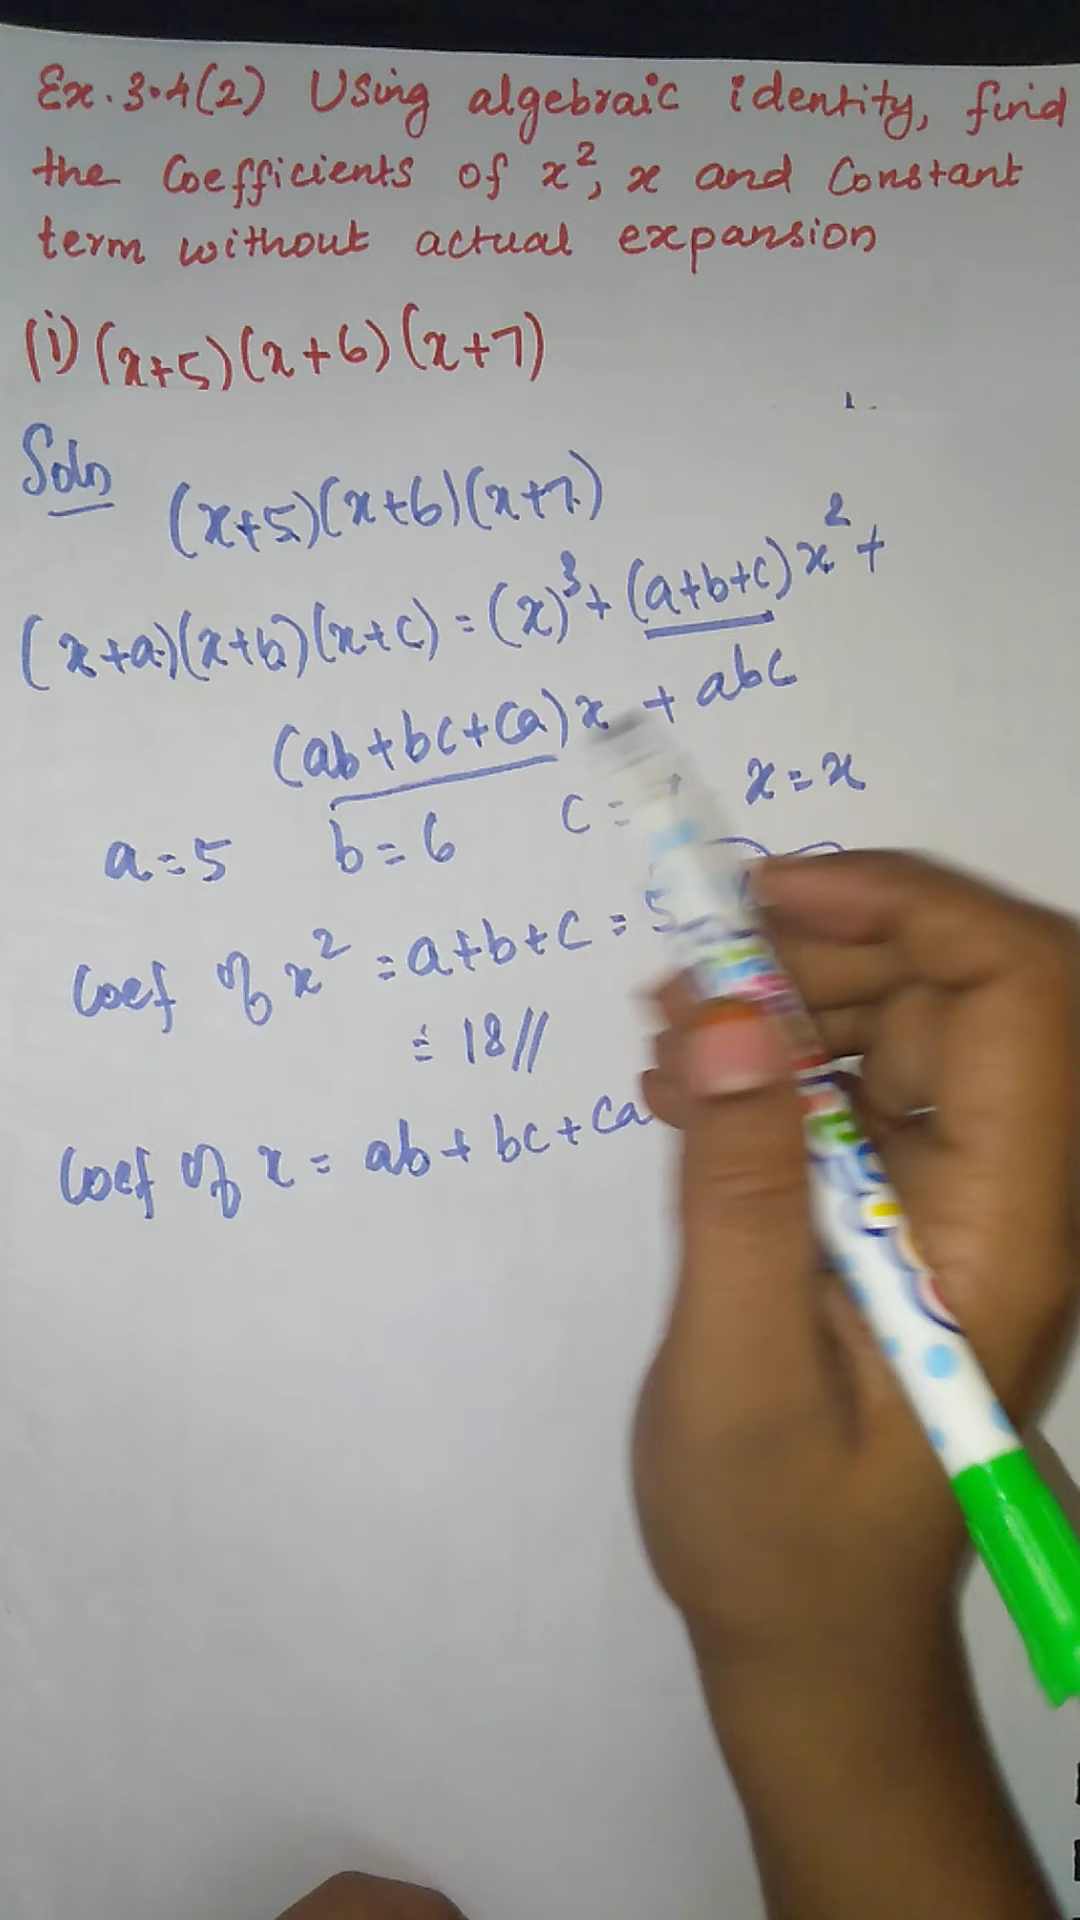 Ex.3.4(2) Using algebraic identity, find
the Coefficients of x², x and Constant
term without actual expansion
(i) (x+5)(x+6)(x+7)
Soln
(x+5)(x+6)(x+7)
(x+a)(x+b)(x+c) = (x)³+ (a+b+c)x²+
(ab+bc+ca)x + abc
a=5 b=6 c= x=x
Coef of x² = a+b+c = 5
= 18//
Coef of x = ab+ bc+ca